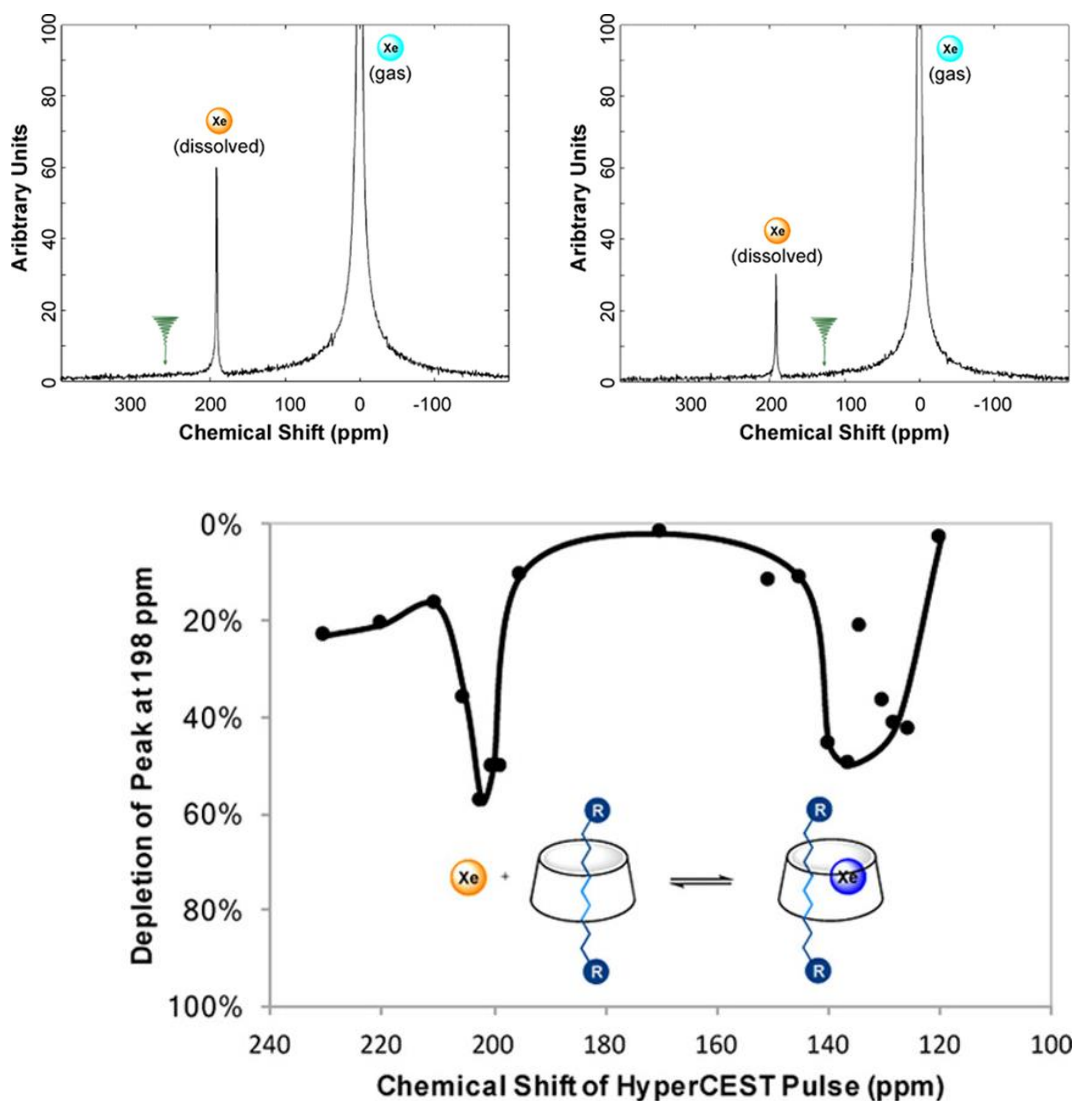 100
80
60
40
20
0
Aribtrary Units
Xe
(gas)
Xe
(dissolved)
300
200
100
0
-100
Chemical Shift (ppm)
100
80
60
40
20
0
Aribtrary Units
Xe
(gas)
Xe
(dissolved)
300
200
100
0
-100
Chemical Shift (ppm)
0%
20%
40%
60%
80%
100%
Depletion of Peak at 198 ppm
R
R
Xe
+
Xe
R
R
240
220
200
180
160
140
120
100
Chemical Shift of HyperCEST Pulse (ppm)